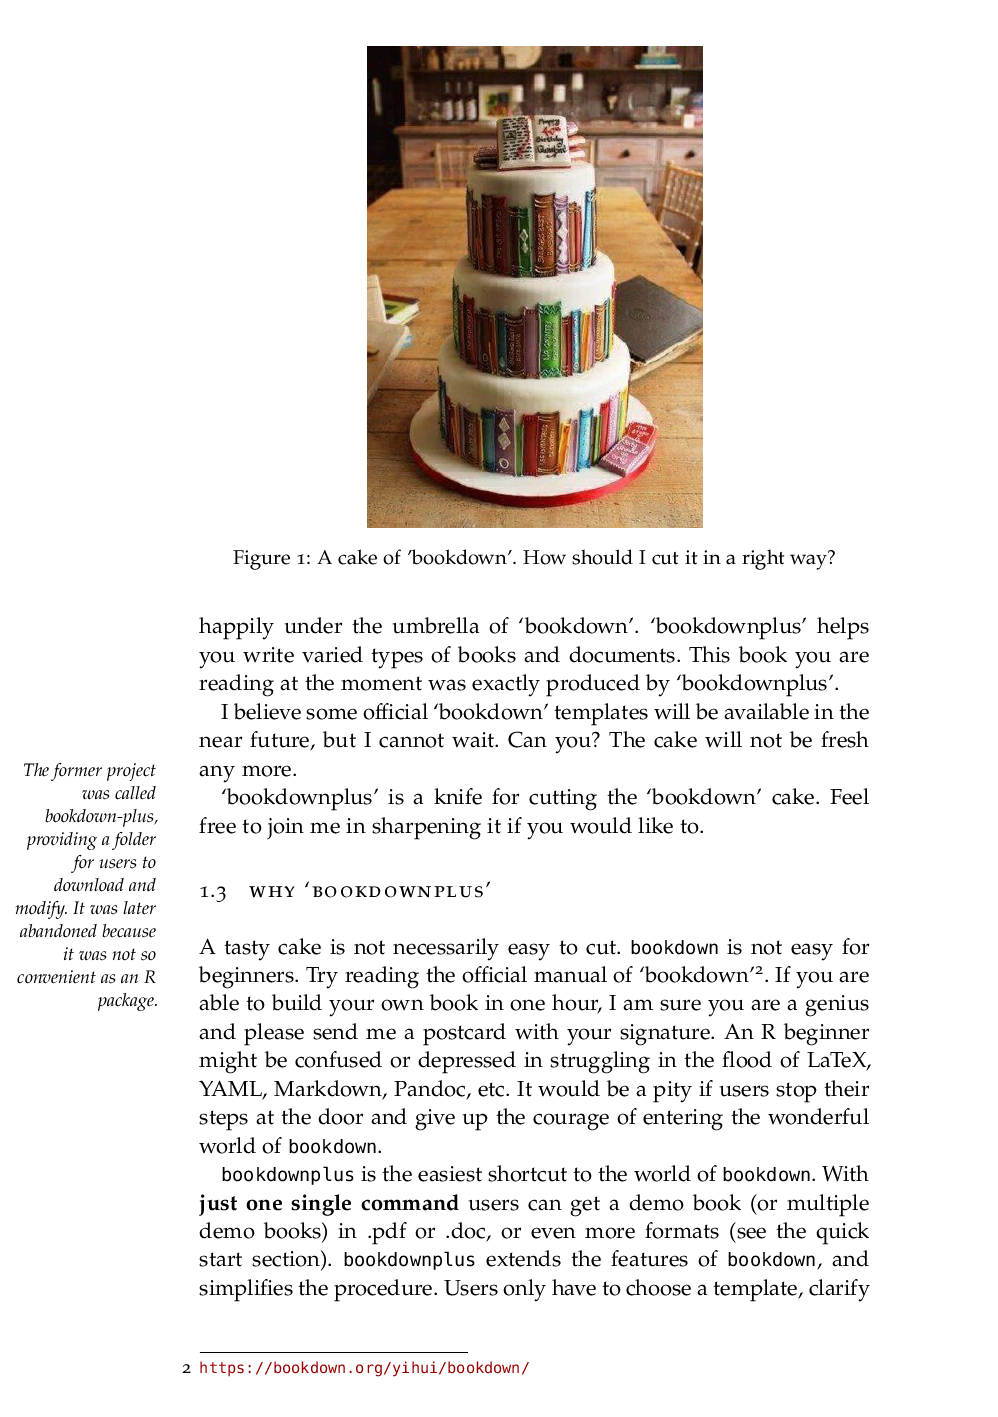 Happy
Birthday
Figure 1: A cake of ’bookdown’. How should I cut it in a right way?
happily under the umbrella of ‘bookdown’. ‘bookdownplus’ helps
you write varied types of books and documents. This book you are
reading at the moment was exactly produced by ‘bookdownplus’.
I believe some official ‘bookdown’ templates will be available in the
near future, but I cannot wait. Can you? The cake will not be fresh
any more.
‘bookdownplus’ is a knife for cutting the ‘bookdown’ cake. Feel
free to join me in sharpening it if you would like to.
The former project
was called
bookdown-plus,
providing a folder
for users to
download and
modify. It was later
abandoned because
it was not so
convenient as an R
package.
1.3 WHY ‘BOOKDOWNPLUS’
A tasty cake is not necessarily easy to cut. bookdown is not easy for
beginners. Try reading the official manual of ‘bookdown’². If you are
able to build your own book in one hour, I am sure you are a genius
and please send me a postcard with your signature. An R beginner
might be confused or depressed in struggling in the flood of LaTeX,
YAML, Markdown, Pandoc, etc. It would be a pity if users stop their
steps at the door and give up the courage of entering the wonderful
world of bookdown.
bookdownplus is the easiest shortcut to the world of bookdown. With
just one single command users can get a demo book (or multiple
demo books) in .pdf or .doc, or even more formats (see the quick
start section). bookdownplus extends the features of bookdown, and
simplifies the procedure. Users only have to choose a template, clarify
2 https://bookdown.org/yihui/bookdown/